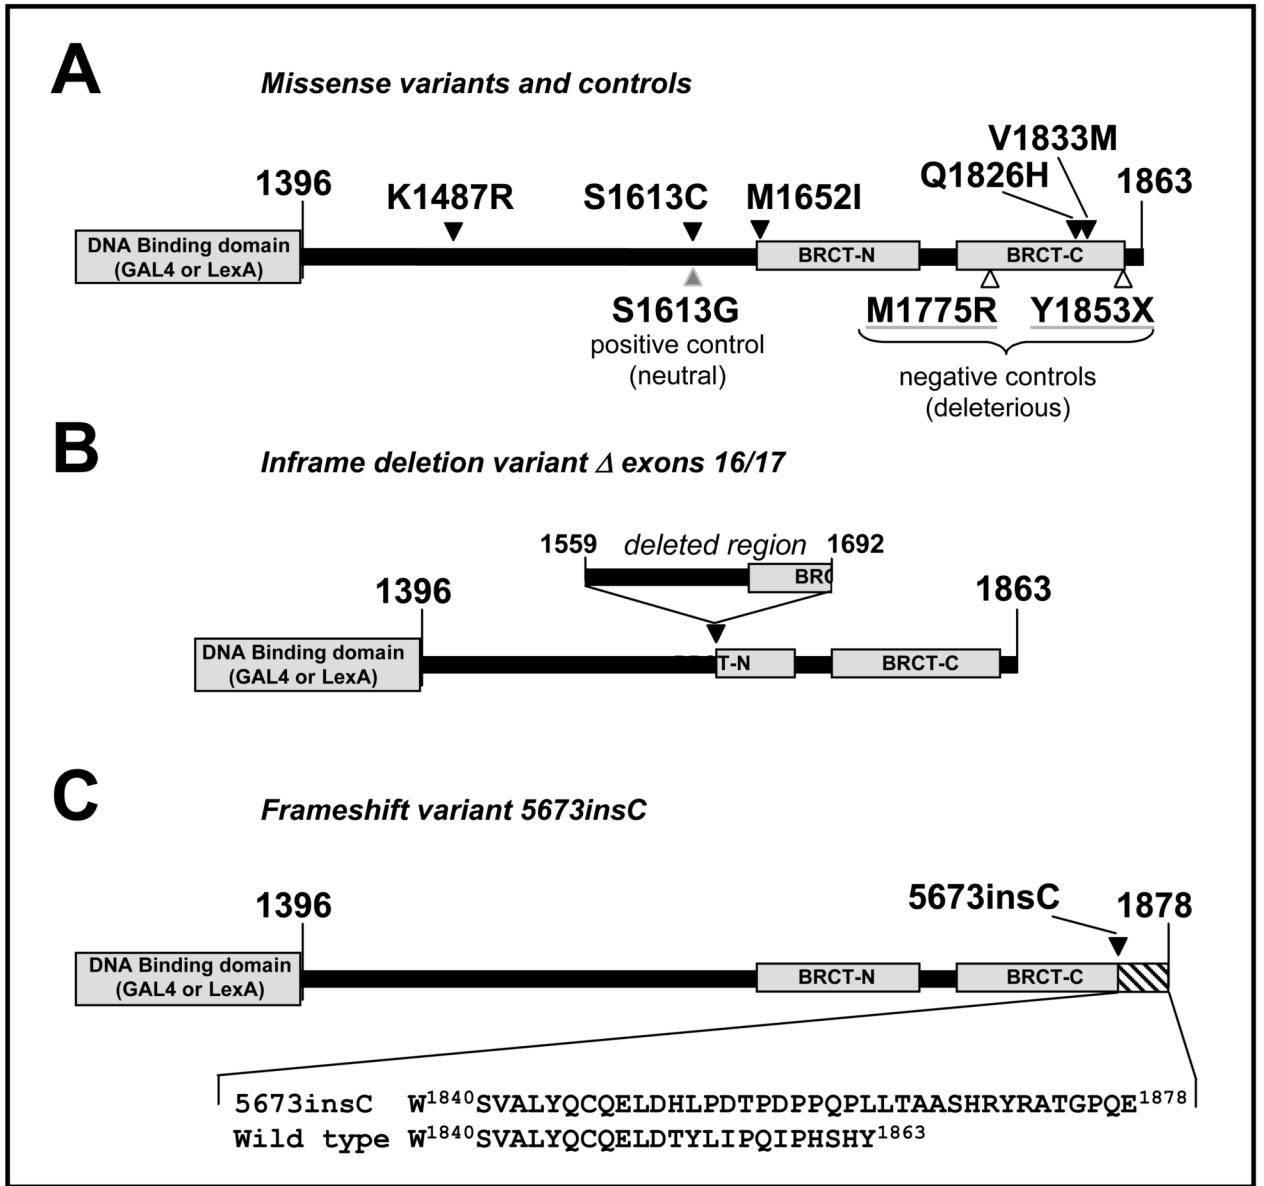 A
Missense variants and controls
V1833M
Q1826H
1396
K1487R
S1613C
M1652I
1863
DNA Binding domain
(GAL4 or LexA)
BRCT-N
BRCT-C
S1613G
positive control
(neutral)
M1775R
Y1853X
negative controls
(deleterious)
B
Inframe deletion variant Δ exons 16/17
1559
deleted region
1692
BRC
1396
1863
DNA Binding domain
(GAL4 or LexA)
T-N
BRCT-C
C
Frameshift variant 5673insC
5673insC
1396
1878
DNA Binding domain
(GAL4 or LexA)
BRCT-N
BRCT-C
5673insC W¹⁸⁴⁰SVALYQCQELDHLPDTPDPPQPLLTAASHRYRATGPQE¹⁸⁷⁸
Wild type W¹⁸⁴⁰SVALYQCQELDTYLIPQIPHSHY¹⁸⁶³